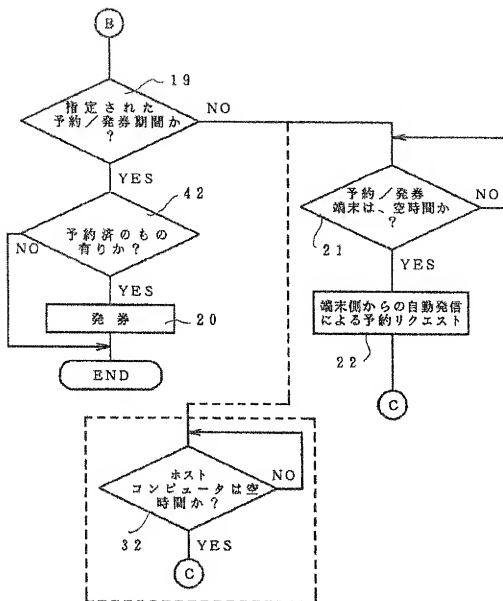 B
19
指定された
予約/発券期間か
?
NO
YES
42
予約済のもの
有りか?
NO
YES
発券
20
END
予約/発券
端末は、空時間か
?
NO
21
YES
端末側からの自動発信
による予約リクエスト
22
C
ホスト
コンピュータは空
時間か?
NO
32
YES
C